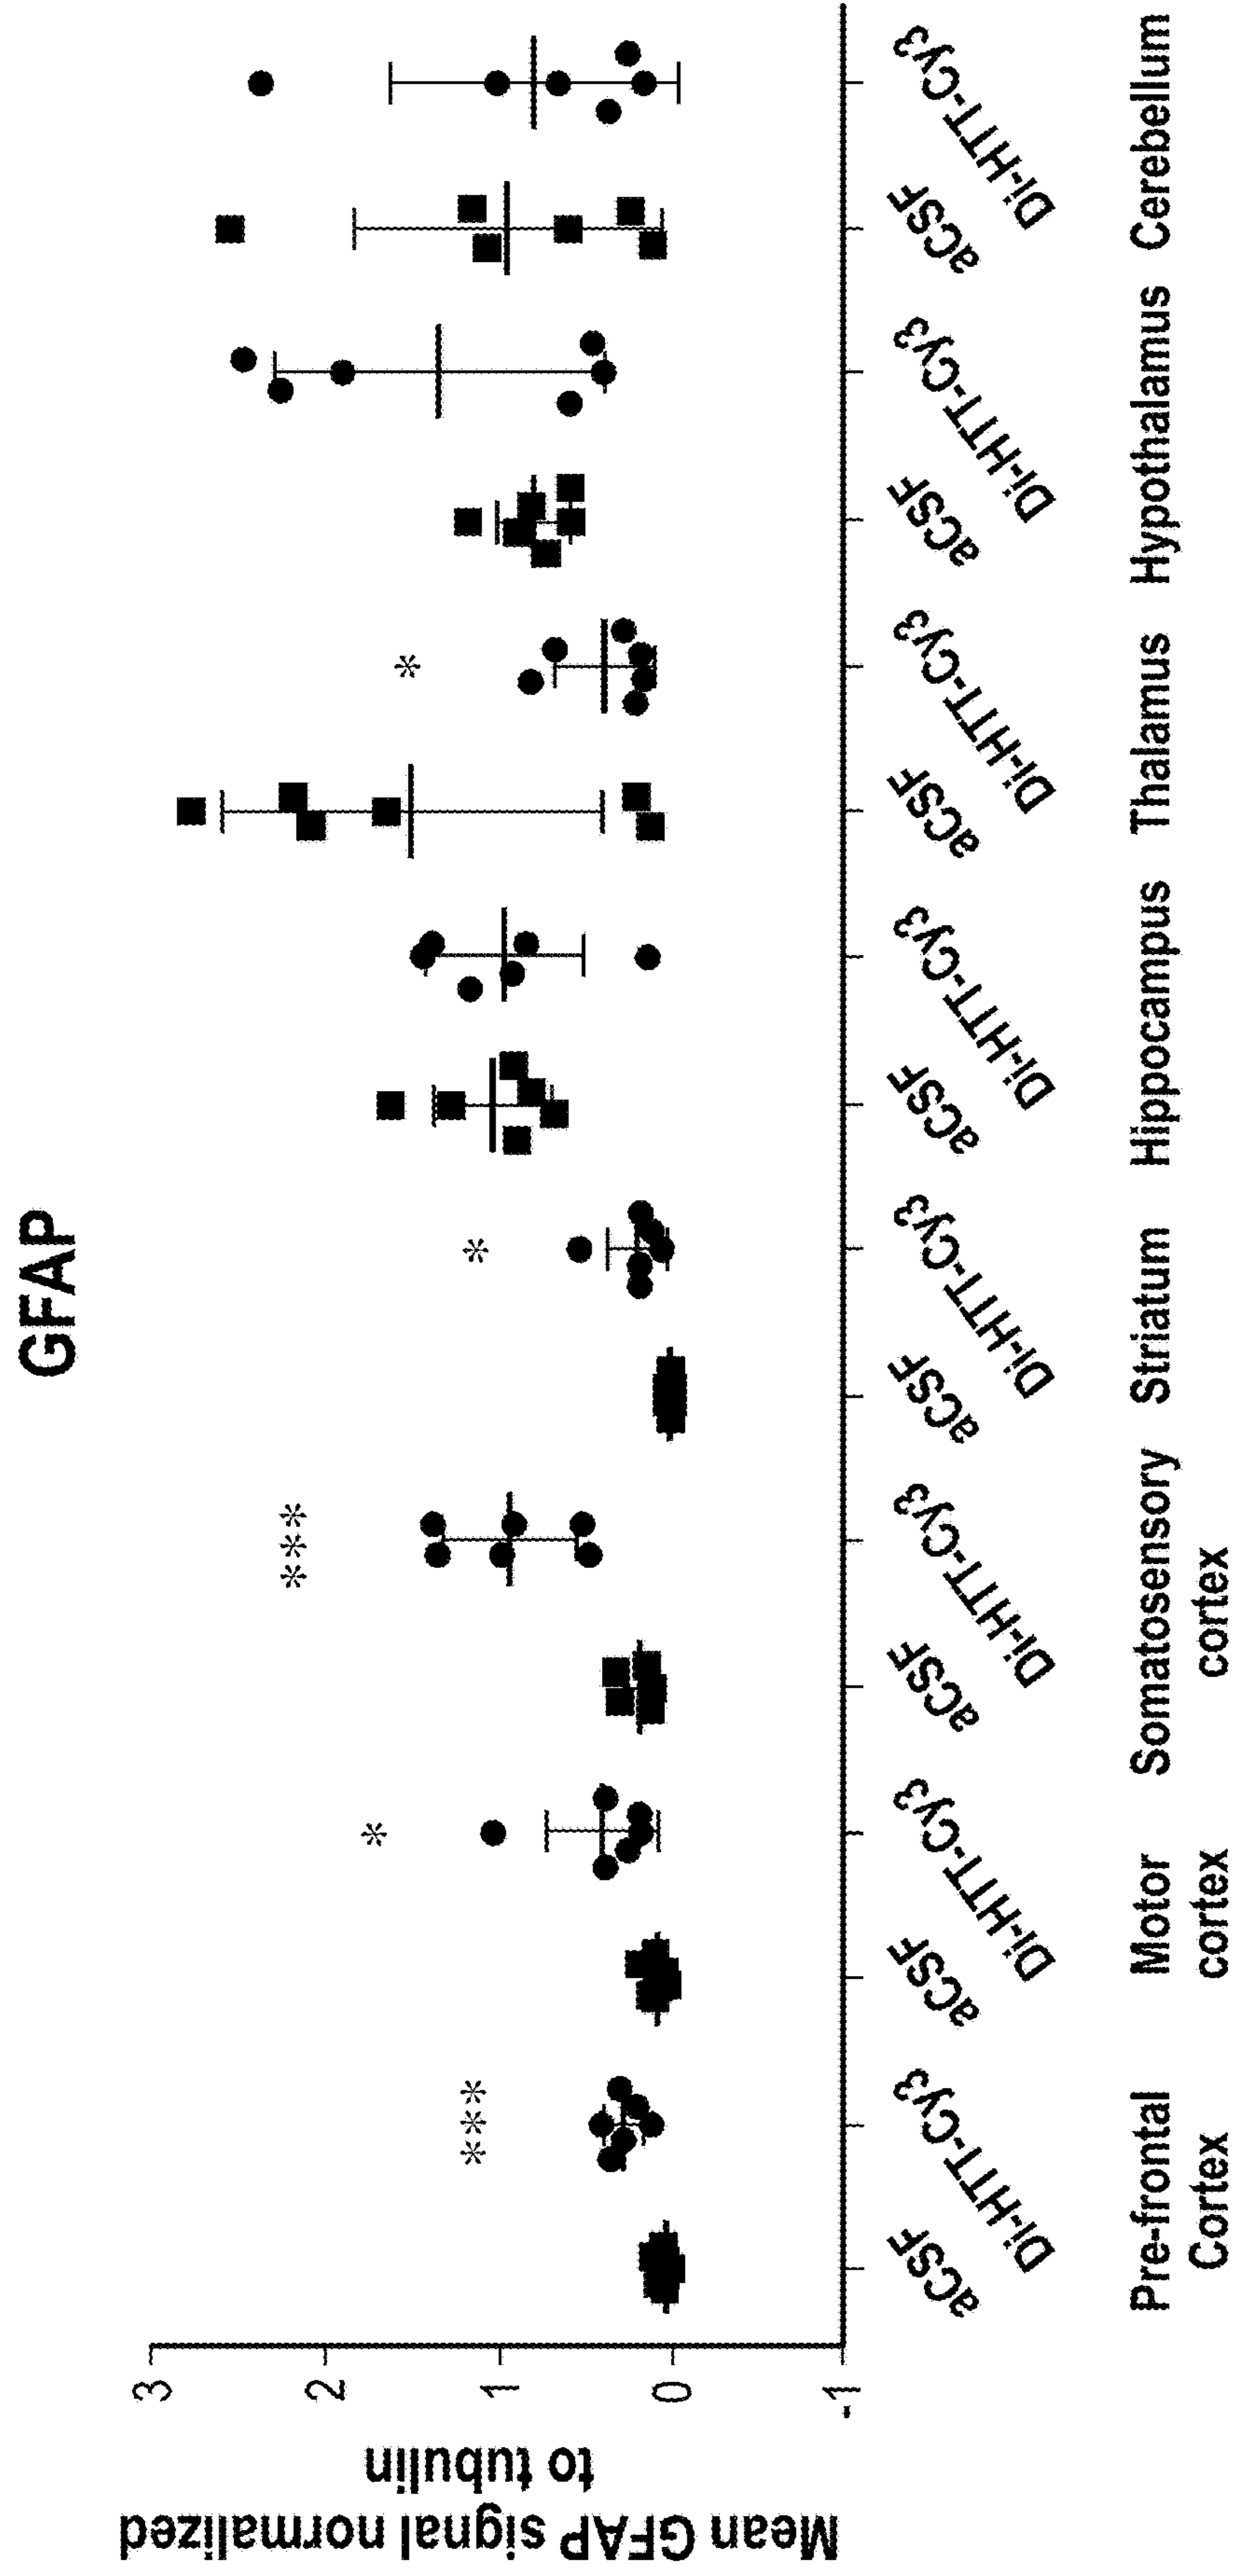 GFAP
Mean GFAP signal normalized
to tubulin
3
2
1
0
-1
***
*
***
*
*
aCSF
Di-HTT-Cy3
aCSF
Di-HTT-Cy3
aCSF
Di-HTT-Cy3
aCSF
Di-HTT-Cy3
aCSF
Di-HTT-Cy3
aCSF
Di-HTT-Cy3
aCSF
Di-HTT-Cy3
aCSF
Di-HTT-Cy3
Pre-frontal
Cortex
Motor
cortex
Somatosensory
cortex
Striatum
Hippocampus
Thalamus
Hypothalamus
Cerebellum